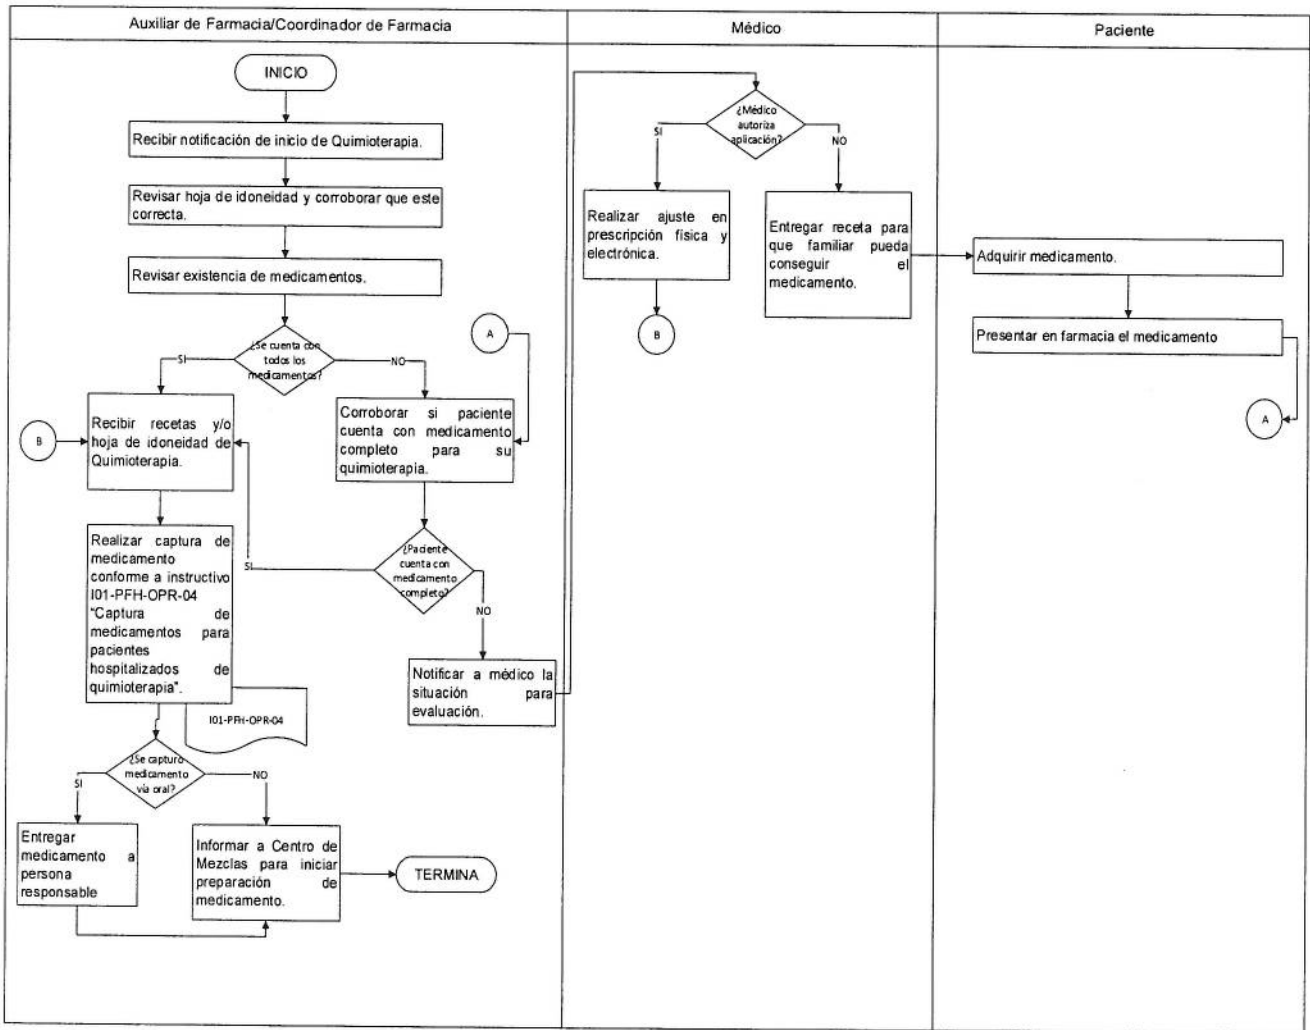 Auxiliar de Farmacia/Coordinador de Farmacia
Médico
Paciente
INICIO
Recibir notificación de inicio de Quimioterapia.
Revisar hoja de idoneidad y corroborar que este
correcta.
Revisar existencia de medicamentos.
¿Se cuenta con
todos los
medicamentos?
SI
NO
A
B
Recibir recetas y/o
hoja de idoneidad de
Quimioterapia.
Corroborar si paciente
cuenta con medicamento
completo para su
quimioterapia.
Realizar captura de
medicamento
conforme a instructivo
I01-PFH-OPR-04
"Captura de
medicamentos para
pacientes
hospitalizados de
quimioterapia".
I01-PFH-OPR-04
¿Paciente
cuenta con
medicamento
completo?
SI
NO
Notificar a médico la
situación para
evaluación.
¿Se capturo
medicamento
vía oral?
SI
NO
Entregar
medicamento a
persona
responsable
Informar a Centro de
Mezclas para iniciar
preparación de
medicamento.
TERMINA
¿Médico
autoriza
aplicación?
SI
NO
Realizar ajuste en
prescripción física y
electrónica.
B
Entregar receta para
que familiar pueda
conseguir el
medicamento.
Adquirir medicamento.
Presentar en farmacia el medicamento
A